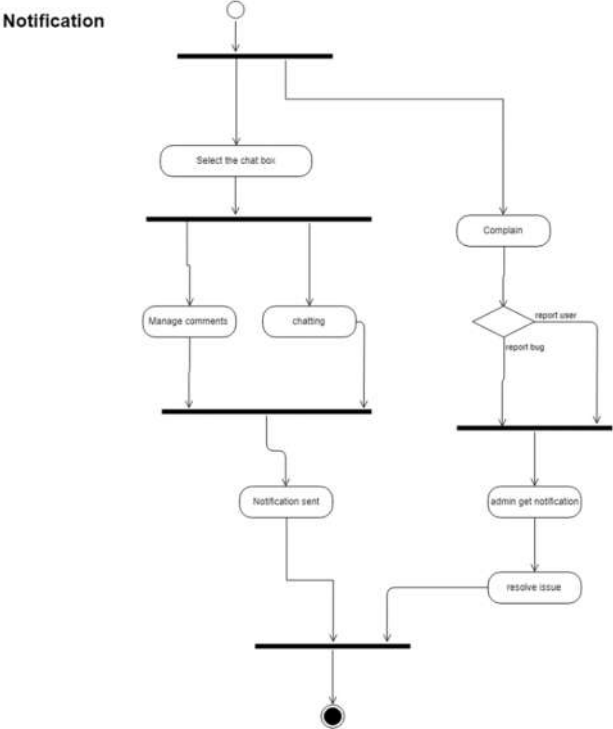 Notification
Select the chat box
Complain
Manage comments
chatting
report user
report bug
Notification sent
admin get notification
resolve issue